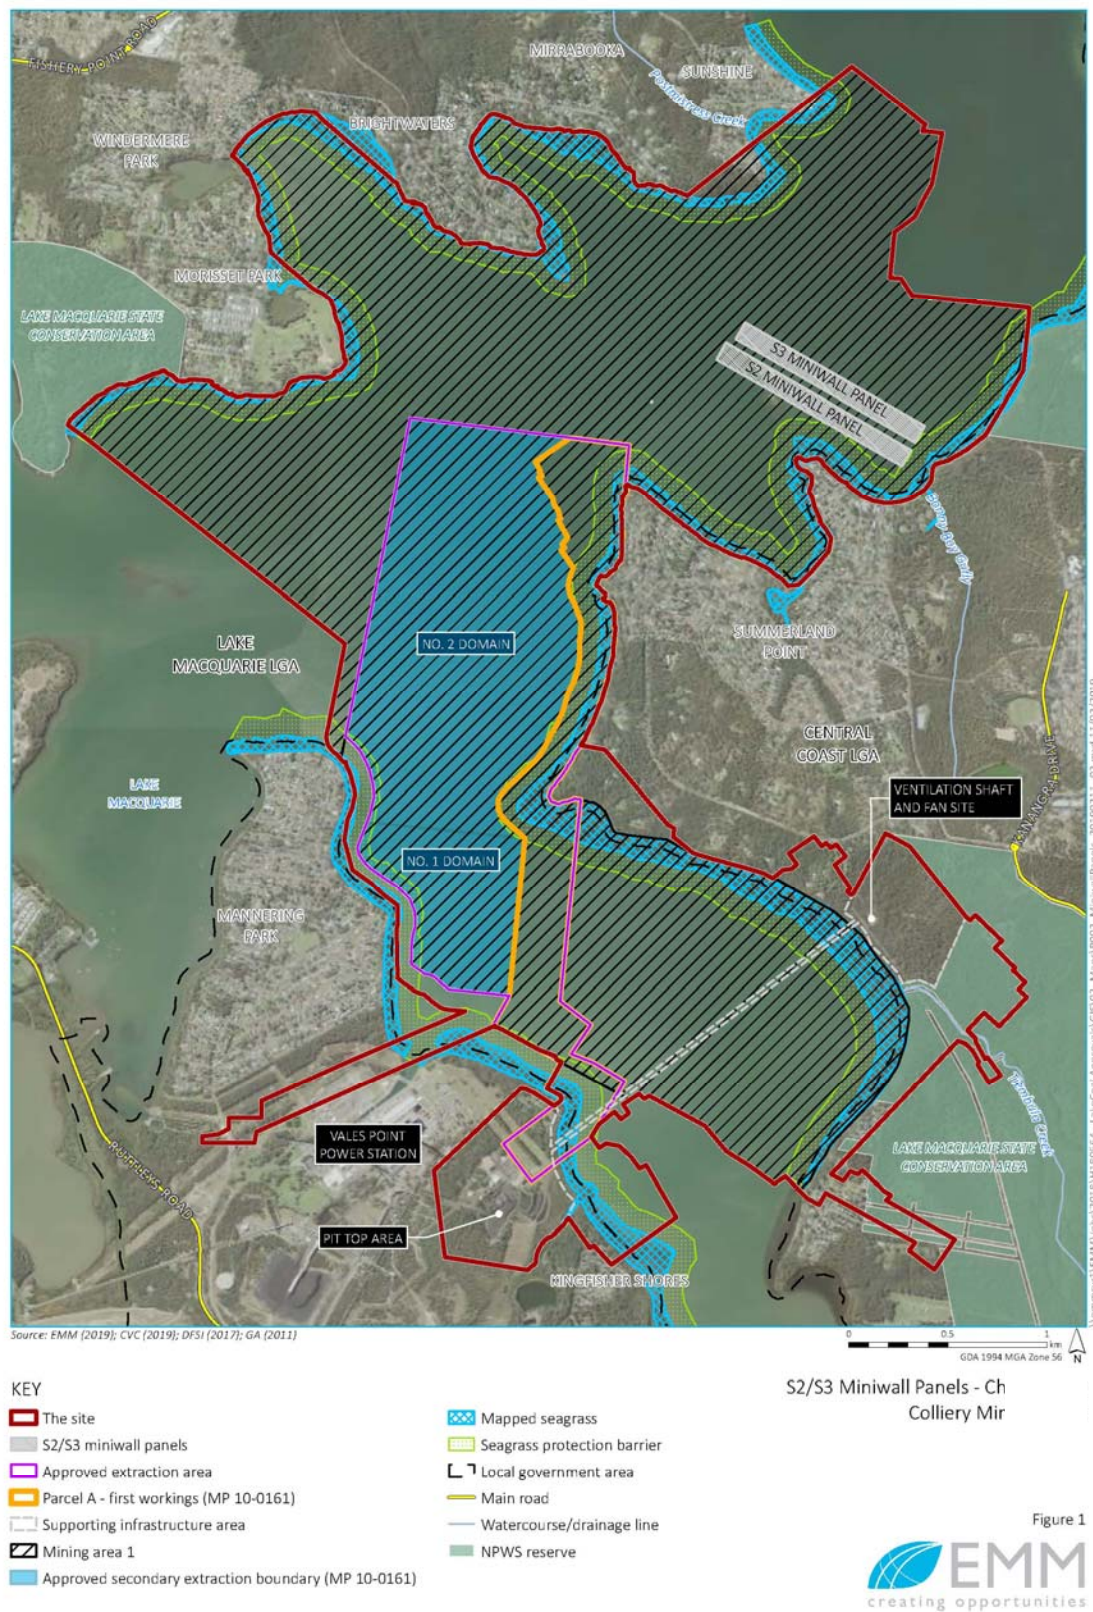 FISHERY POINT ROAD
MIRRABOOKA
SUNSHINE
Postmistress Creek
BRIGHTWATERS
WINDERMERE
PARK
MORISSET PARK
LAKE MACQUARIE STATE
CONSERVATION AREA
S3 MINIWALL PANEL
S2 MINIWALL PANEL
NO. 2 DOMAIN
LAKE
MACQUARIE LGA
SUMMERLAND
POINT
CENTRAL
COAST LGA
LAKE
MACQUARIE
VENTILATION SHAFT
AND FAN SITE
KANANGRA DRIVE
NO. 1 DOMAIN
MANNERING
PARK
VALES POINT
POWER STATION
LAKE MACQUARIE STATE
CONSERVATION AREA
RUTTLEYS ROAD
PIT TOP AREA
KINGFISHER SHORES
Source: EMM (2019); CVC (2019); DFSI (2017); GA (2011)
0 0.5 1
km
GDA 1994 MGA Zone 56 N
KEY
The site
S2/S3 miniwall panels
Approved extraction area
Parcel A - first workings (MP 10-0161)
Supporting infrastructure area
Mining area 1
Approved secondary extraction boundary (MP 10-0161)
Mapped seagrass
Seagrass protection barrier
Local government area
Main road
Watercourse/drainage line
NPWS reserve
S2/S3 Miniwall Panels - Ch
Colliery Mir
Figure 1
EMM
creating opportunities